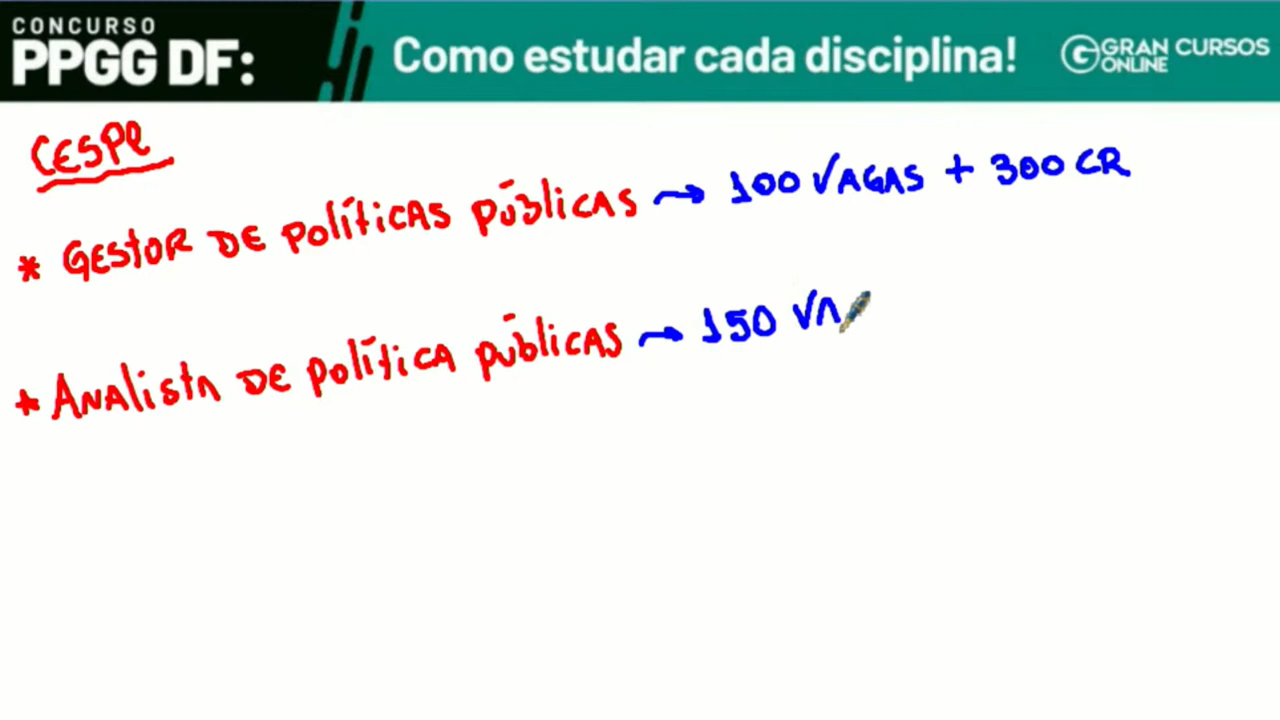 CONCURSO
PPGG DF:
Como estudar cada disciplina!
GRAN CURSOS
ONLINE
CESPE
* GESTOR DE políticAS públicAS → 100 VAGAS + 300 CR
* ANAlistA DE políticA públicAS → 150 VA